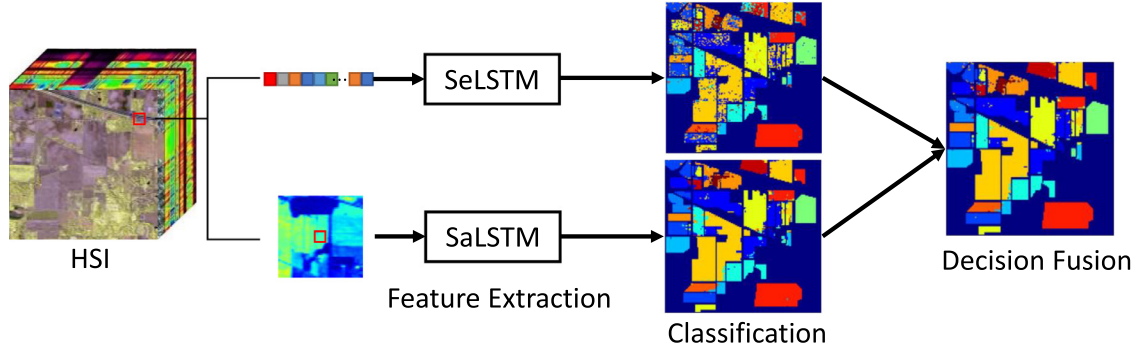 HSI
SeLSTM
SaLSTM
Feature Extraction
Classification
Decision Fusion